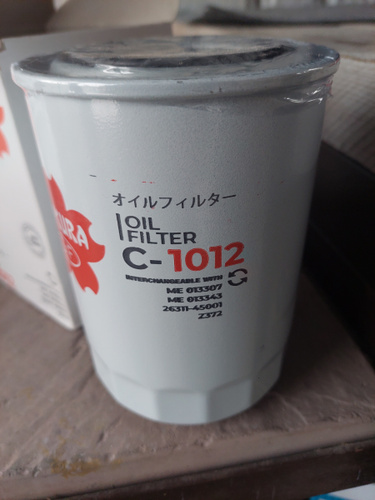 オイルフィルター
OIL
FILTER
C-1012
INTERCHANGEABLE WITH
ME 013307
ME 013343
26311-45001
Z372